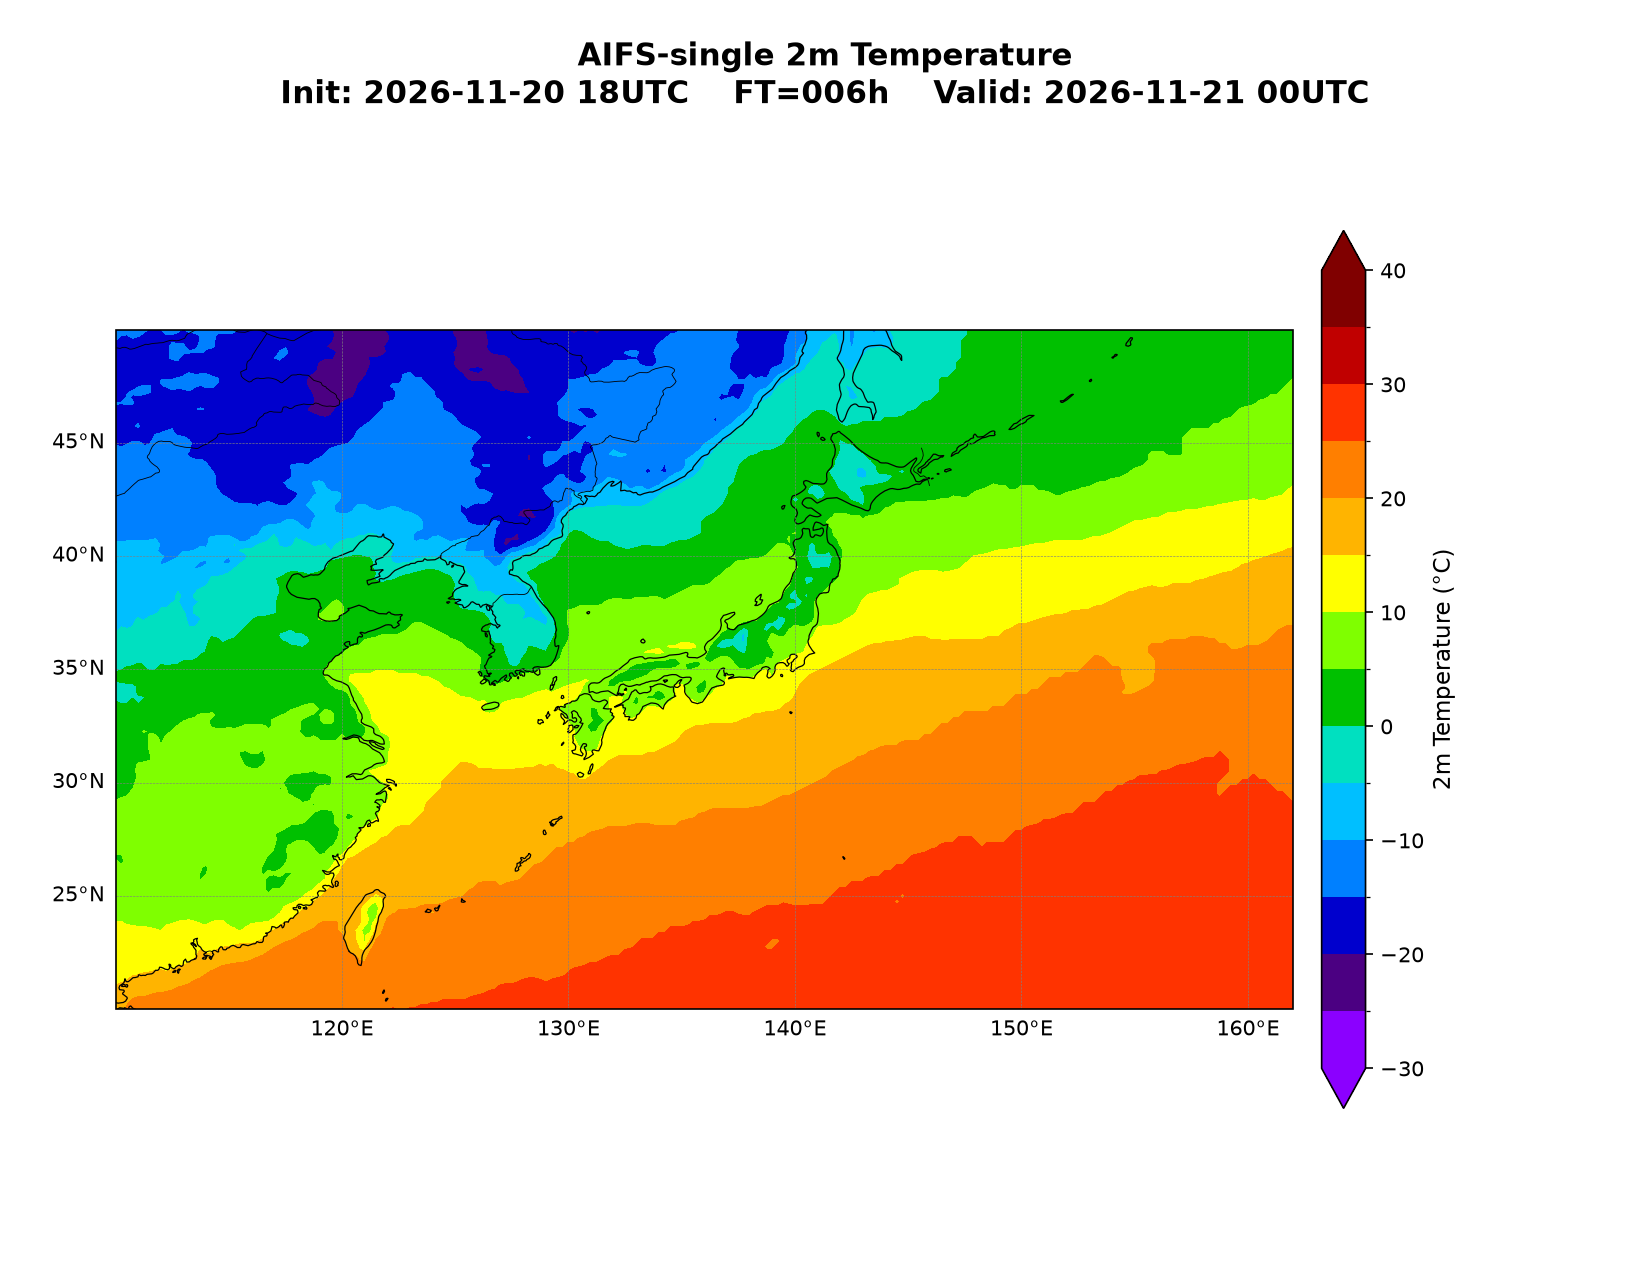 AIFS-single 2m Temperature
Init: 2026-11-20 18UTC    FT=006h    Valid: 2026-11-21 00UTC
45°N
40°N
35°N
30°N
25°N
120°E
130°E
140°E
150°E
160°E
40
30
20
10
0
−10
−20
−30
2m Temperature (°C)